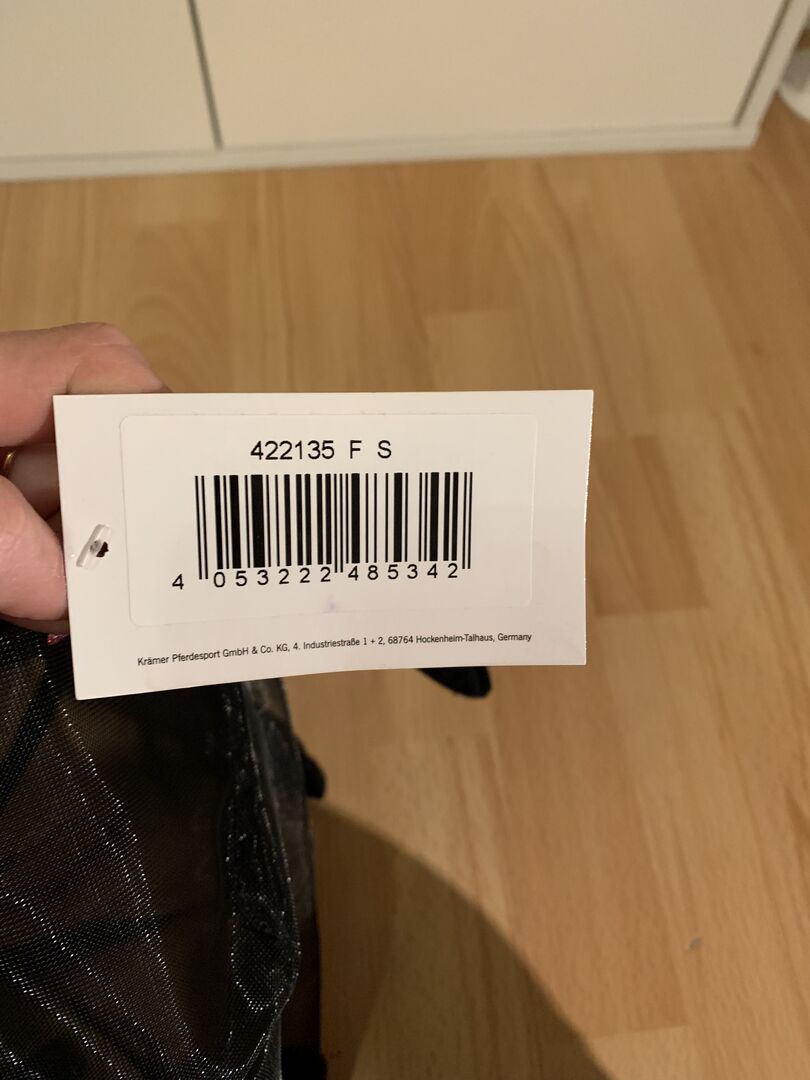 422135 F S
4 053222 485342
Krämer Pferdesport GmbH & Co. KG, 4. Industriestraße 1 + 2, 68764 Hockenheim-Talhaus, Germany